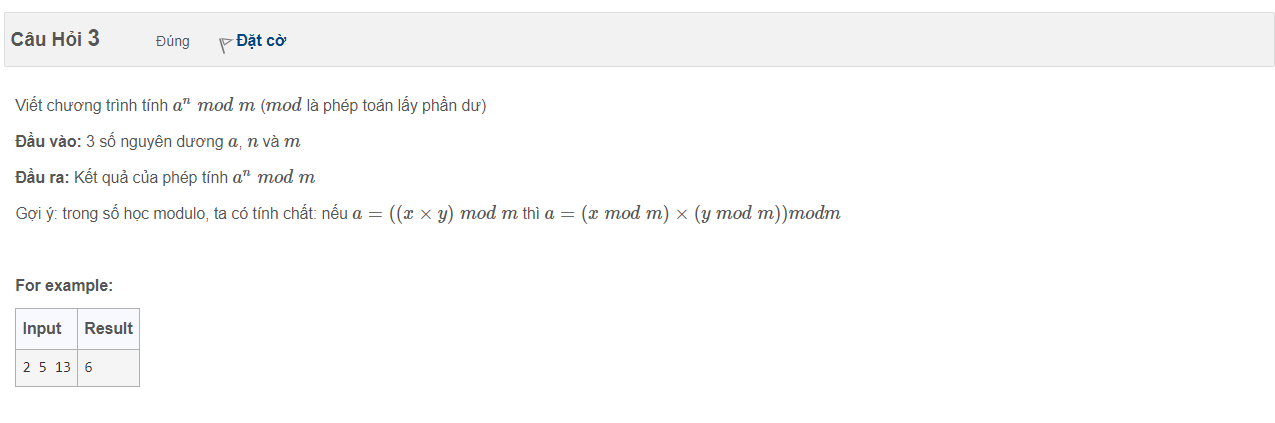 Câu Hỏi 3 Đúng Đặt cờ
Viết chương trình tính aⁿ mod m (mod là phép toán lấy phần dư)
Đầu vào: 3 số nguyên dương a, n và m
Đầu ra: Kết quả của phép tính aⁿ mod m
Gợi ý: trong số học modulo, ta có tính chất: nếu a = ((x × y) mod m thì a = (x mod m) × (y mod m))modm
For example:
Input Result
2 5 13 6